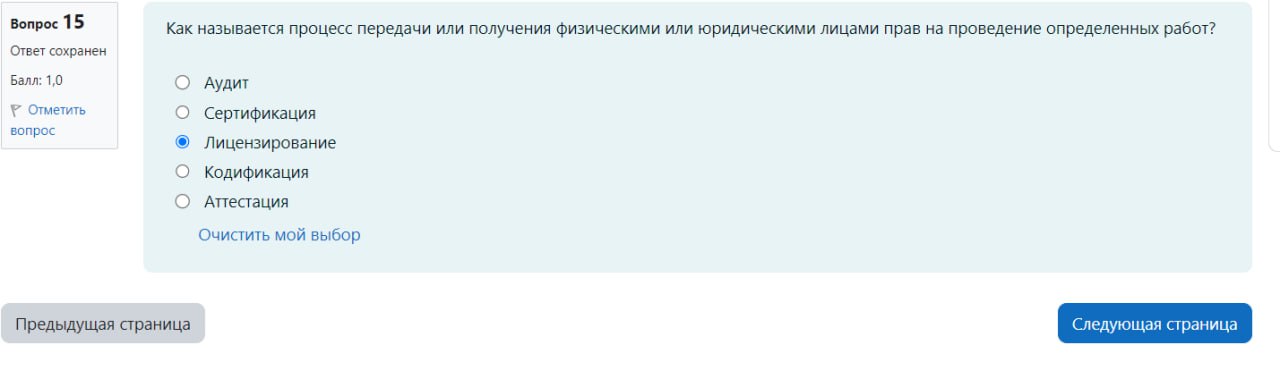 Вопрос 15
Ответ сохранен
Балл: 1,0
Отметить
вопрос
Как называется процесс передачи или получения физическими или юридическими лицами прав на проведение определенных работ?
Аудит
Сертификация
Лицензирование
Кодификация
Аттестация
Очистить мой выбор
Предыдущая страница
Следующая страница